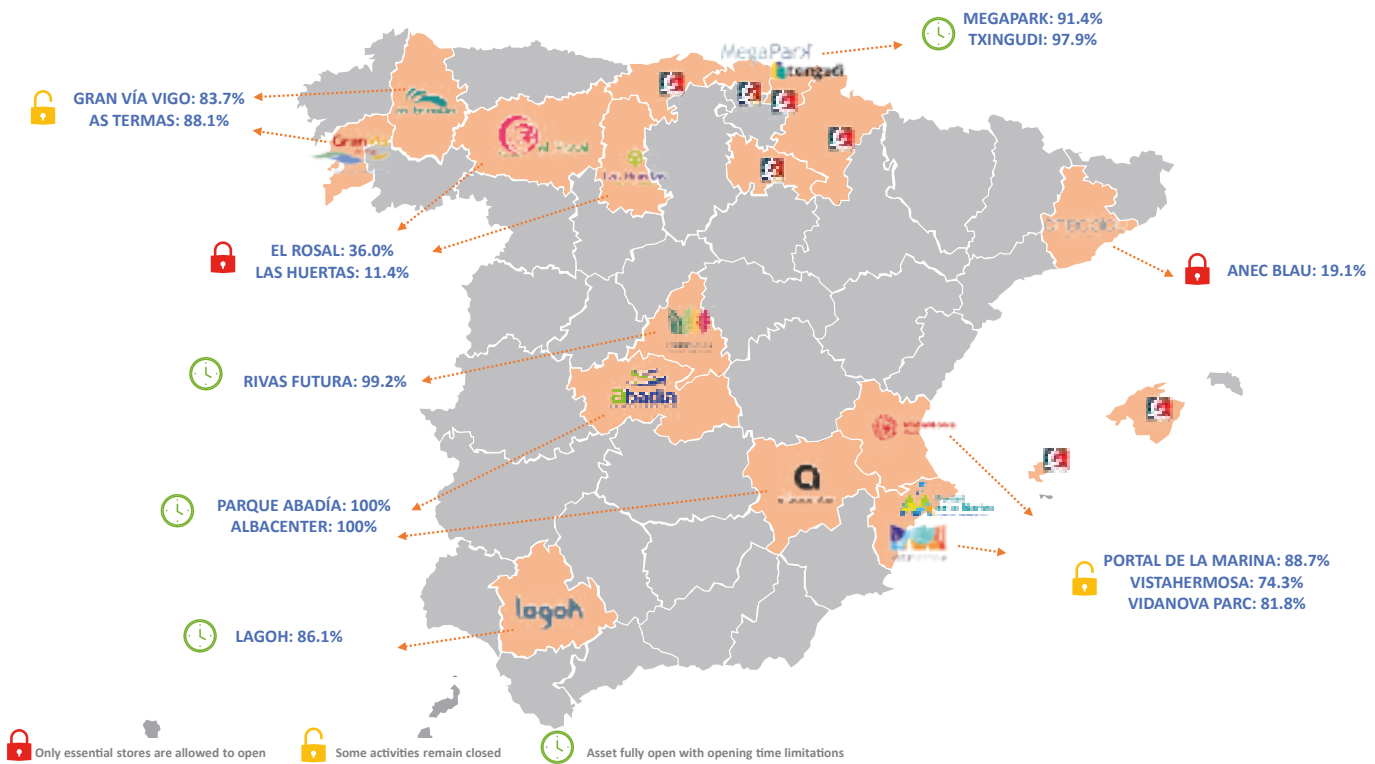 MEGAPARK: 91.4%
TXINGUDI: 97.9%
MegaPark
GRAN VÍA VIGO: 83.7%
AS TERMAS: 88.1%
EL ROSAL: 36.0%
LAS HUERTAS: 11.4%
ANEC BLAU: 19.1%
RIVAS FUTURA: 99.2%
abadía
PARQUE ABADÍA: 100%
ALBACENTER: 100%
PORTAL DE LA MARINA: 88.7%
VISTAHERMOSA: 74.3%
VIDANOVA PARC: 81.8%
lagoh
LAGOH: 86.1%
Only essential stores are allowed to open
Some activities remain closed
Asset fully open with opening time limitations